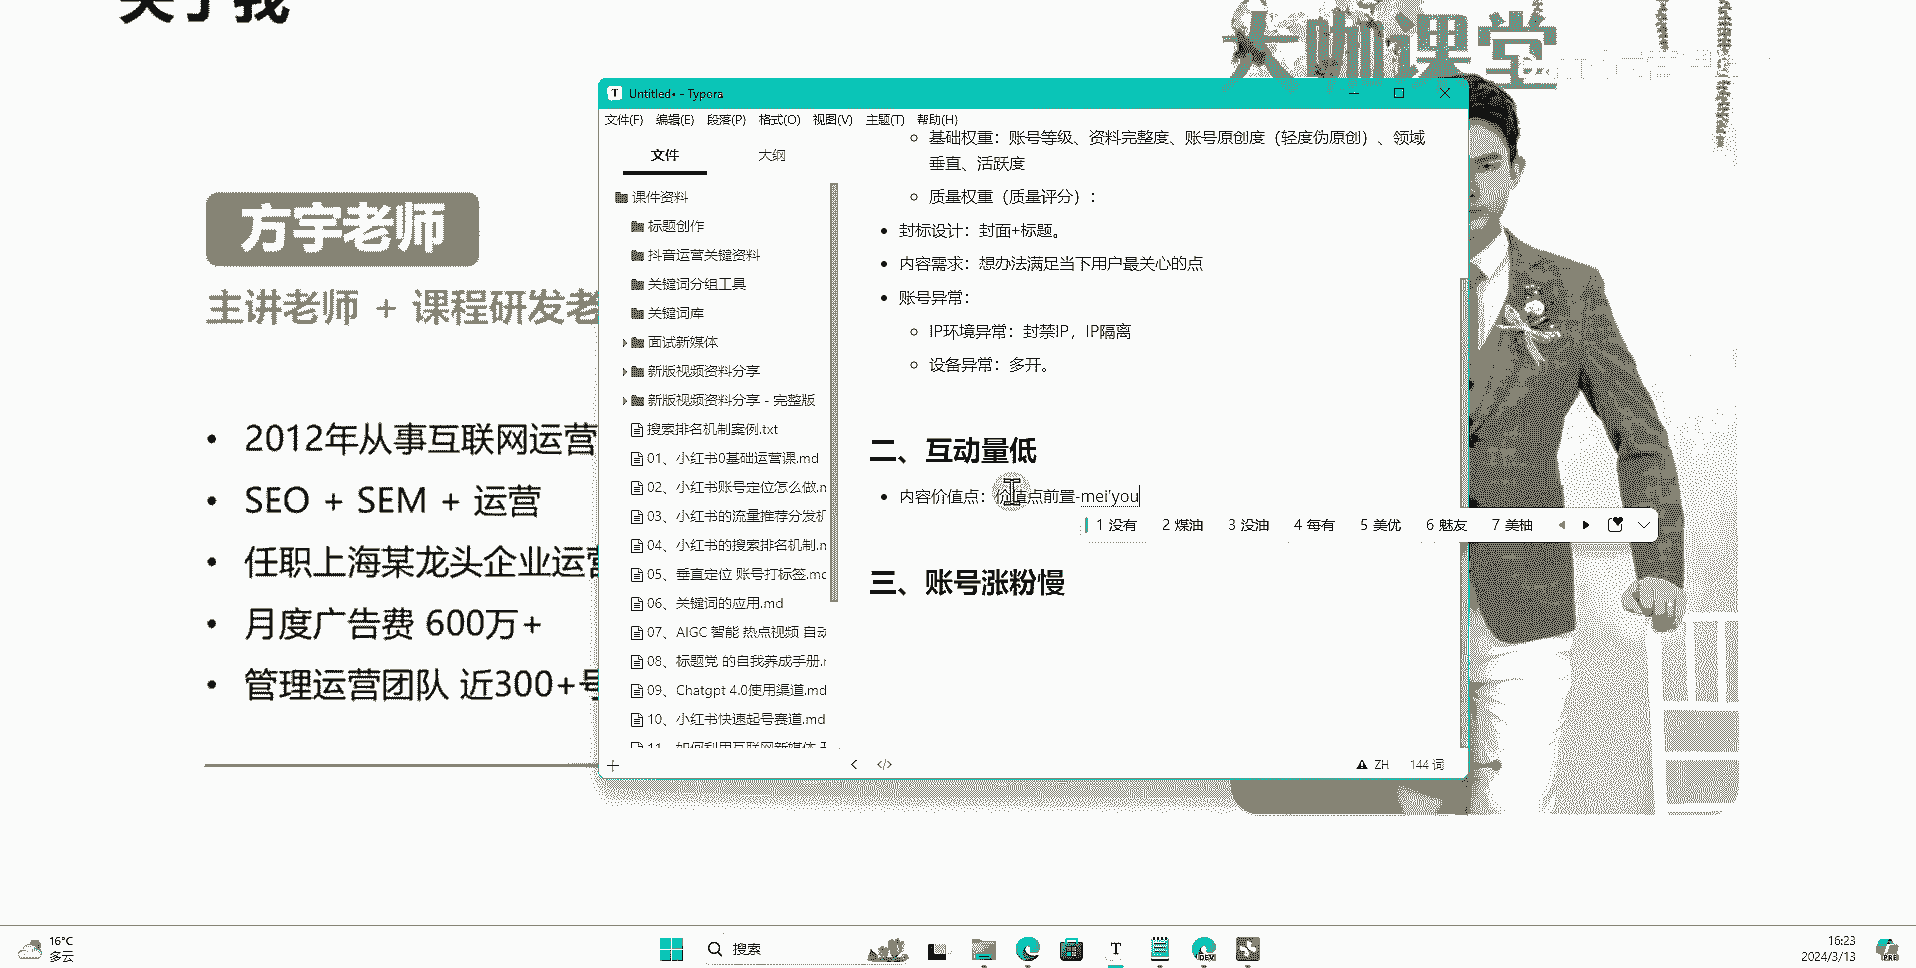 关于我
大咖课堂
方宇老师
主讲老师 + 课程研发老
2012年从事互联网运营
SEO + SEM + 运营
任职上海某龙头企业运营
月度广告费 600万+
管理运营团队 近300+号
Untitled• - Typora
文件(F) 编辑(E) 段落(P) 格式(O) 视图(V) 主题(T) 帮助(H)
文件 大纲
课件资料
标题创作
抖音运营关键资料
关键词分组工具
关键词库
面试新媒体
新版视频资料分享
新版视频资料分享 - 完整版
搜索排名机制案例.txt
01、小红书0基础运营课.md
02、小红书账号定位怎么做.m
03、小红书的流量推荐分发机
04、小红书的搜索排名机制.m
05、垂直定位 账号打标签.md
06、关键词的应用.md
07、AIGC 智能 热点视频 自动
08、标题党 的自我养成手册.m
09、Chatgpt 4.0使用渠道.md
10、小红书快速起号赛道.md
11、如何利用互联网新媒体
基础权重：账号等级、资料完整度、账号原创度（轻度伪原创）、领域
垂直、活跃度
质量权重（质量评分）：
封标设计：封面+标题。
内容需求：想办法满足当下用户最关心的点
账号异常：
IP环境异常：封禁IP，IP隔离
设备异常：多开。
二、互动量低
内容价值点：价值点前置-mei'you
1 没有 2 煤油 3 没油 4 每有 5 美优 6 魅友 7 美柚
三、账号涨粉慢
ZH 144 词
16°C
多云
搜索
T
DEV
16:23
2024/3/13
PRE